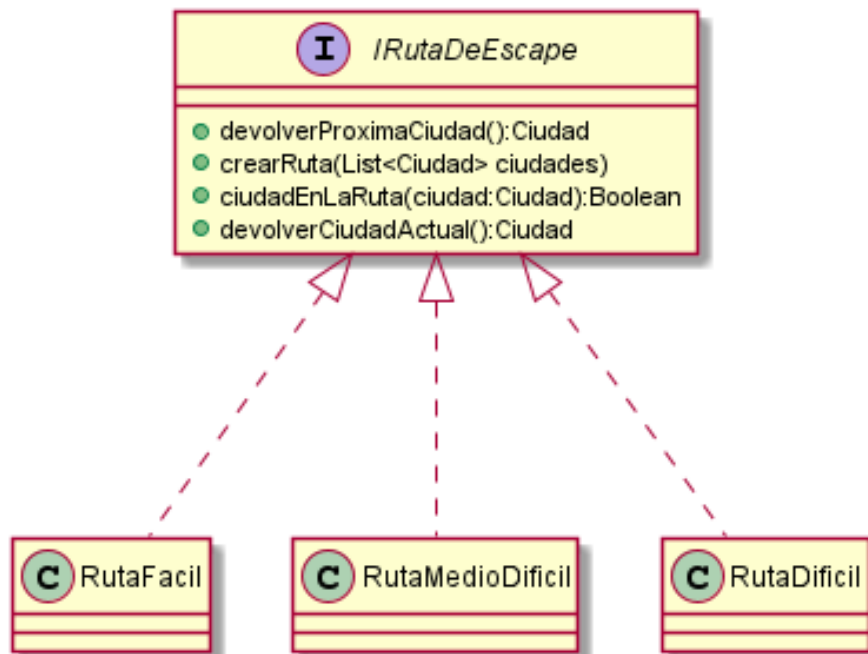 I IRutaDeEscape
devolverProximaCiudad():Ciudad
crearRuta(List<Ciudad> ciudades)
ciudadEnLaRuta(ciudad:Ciudad):Boolean
devolverCiudadActual():Ciudad
C RutaFacil
C RutaMedioDificil
C RutaDificil